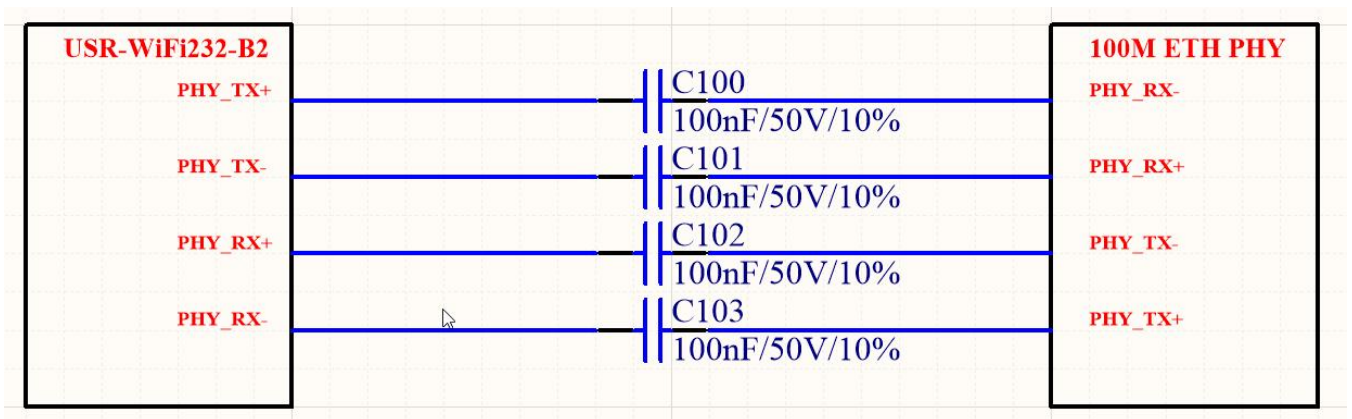 USR-WiFi232-B2
100M ETH PHY
PHY_TX+
C100
PHY_RX-
100nF/50V/10%
PHY_TX-
C101
PHY_RX+
100nF/50V/10%
PHY_RX+
C102
PHY_TX-
100nF/50V/10%
PHY_RX-
C103
PHY_TX+
100nF/50V/10%